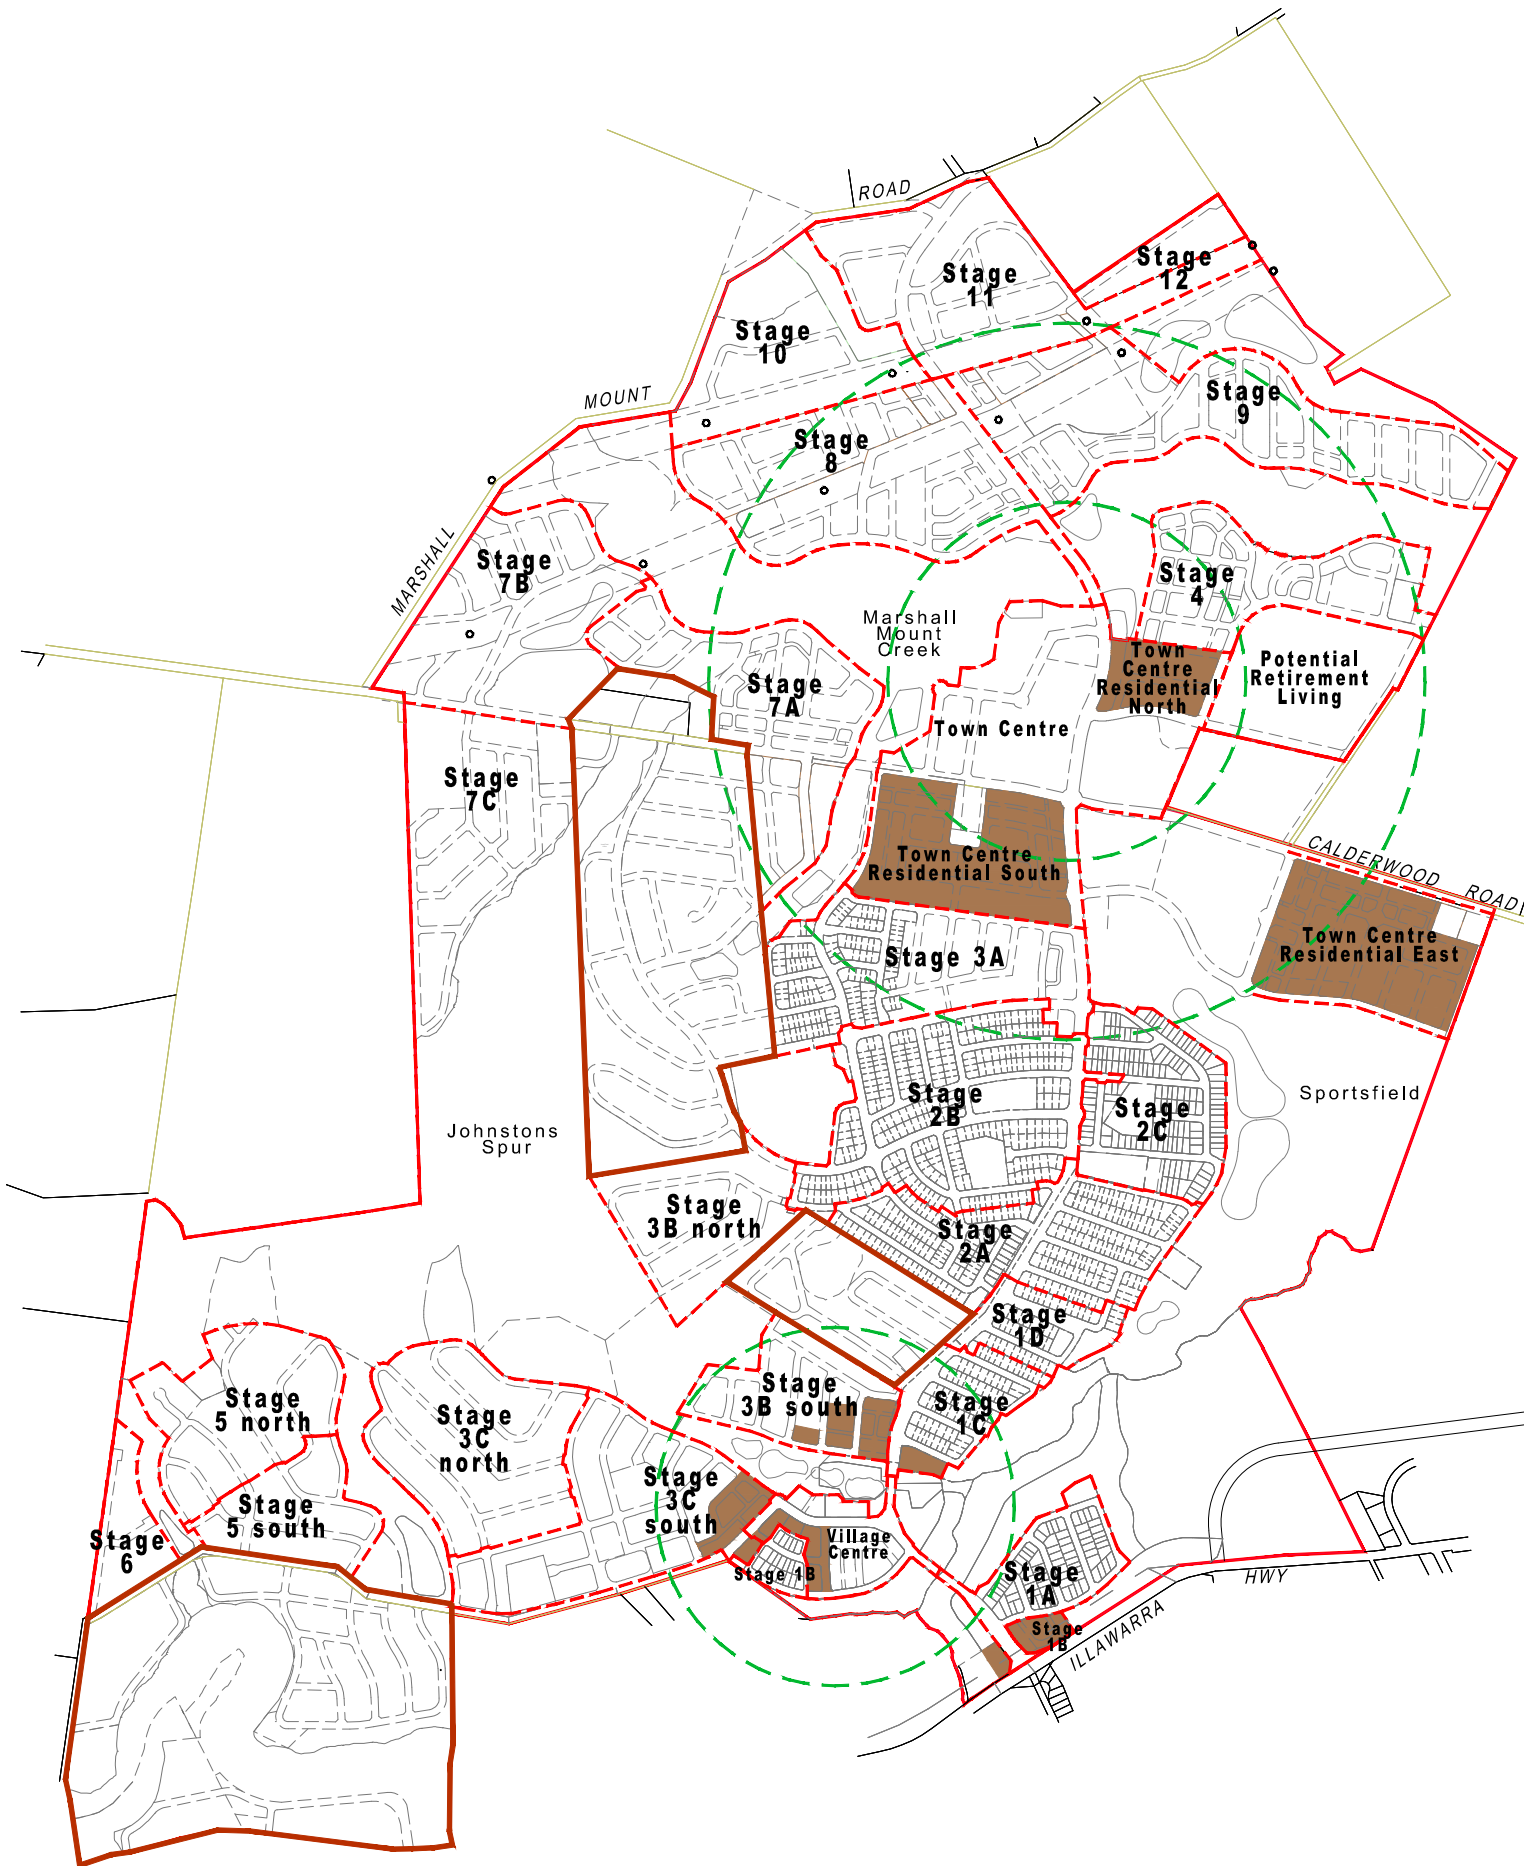 ROAD
Stage
12
Stage
11
Stage
10
MOUNT
Stage
9
Stage
8
MARSHALL
Stage
7B
Stage
4
Marshall
Mount
Creek
Town
Centre
Residential
North
Potential
Retirement
Living
Stage
7A
Town Centre
Stage
7C
CALDERWOOD ROAD
Town Centre
Residential South
Town Centre
Residential East
Stage 3A
Stage
2B
Stage
2C
Sportsfield
Johnstons
Spur
Stage
3B north
Stage
2A
Stage
1D
Stage
3B south
Stage
1C
Stage
5 north
Stage
3C
north
Stage
3C
south
Stage
5 south
Stage
6
Village
Centre
Stage 1B
Stage
1A
HWY
Stage
1B
ILLAWARRA